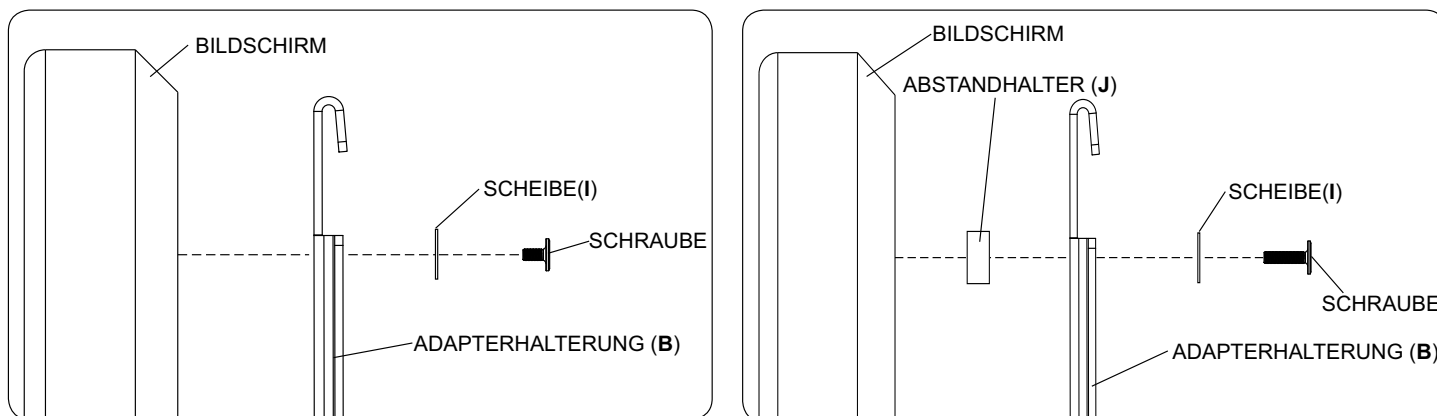 BILDSCHIRM
SCHEIBE(I)
SCHRAUBE
ADAPTERHALTERUNG (B)
BILDSCHIRM
ABSTANDHALTER (J)
SCHEIBE(I)
SCHRAUBE
ADAPTERHALTERUNG (B)